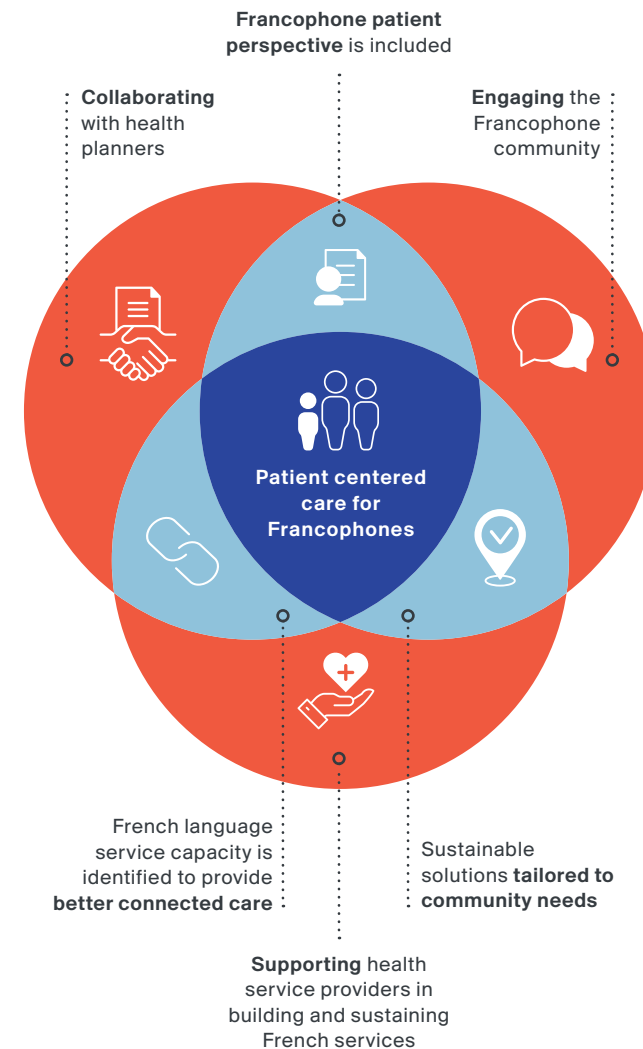 Francophone patient
perspective is included
Collaborating
with health
planners
Engaging the
Francophone
community
Patient centered
care for
Francophones
French language
service capacity is
identified to provide
better connected care
Sustainable
solutions tailored to
community needs
Supporting health
service providers in
building and sustaining
French services